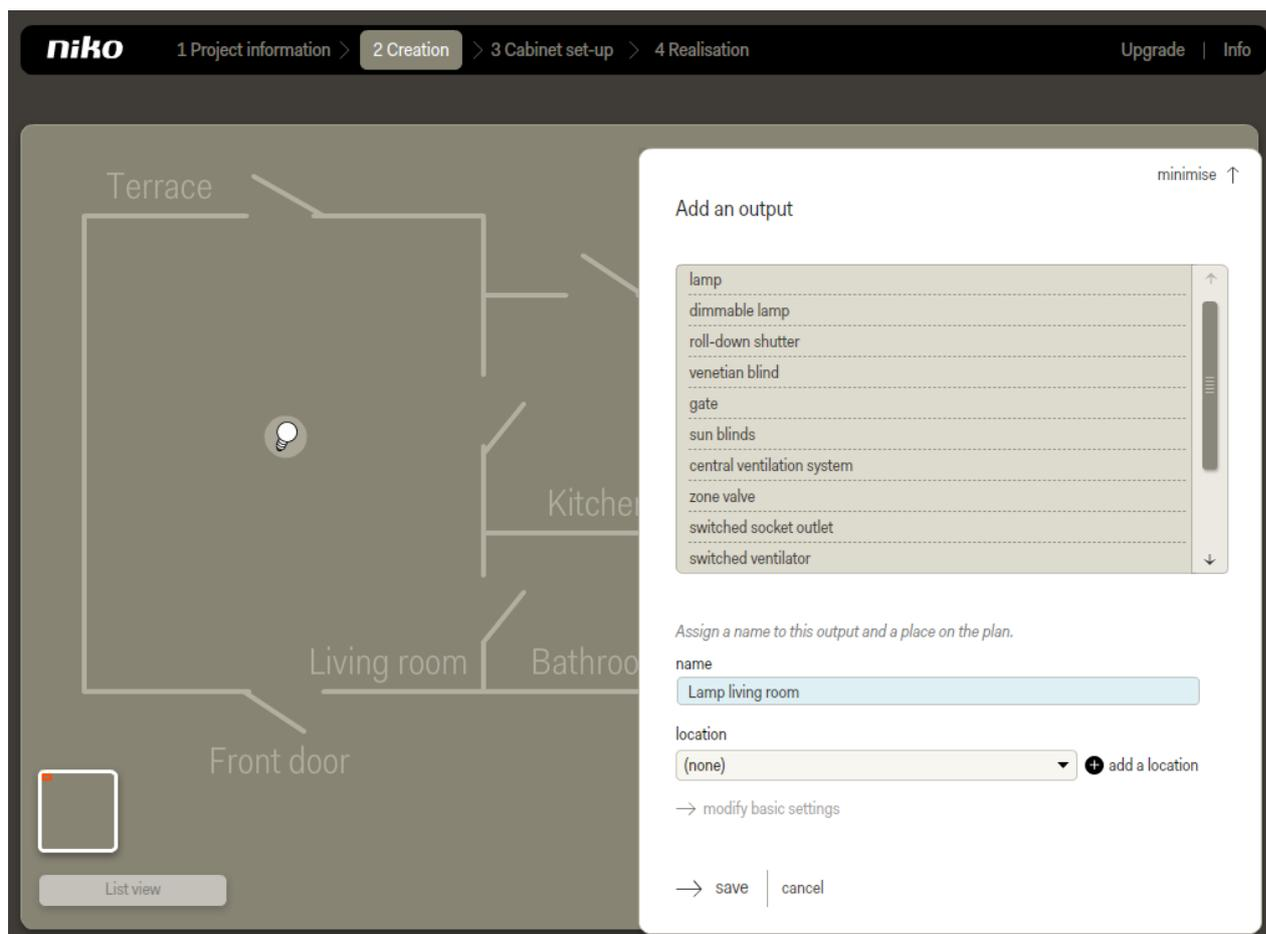 niko 1 Project information 2 Creation 3 Cabinet set-up 4 Realisation Upgrade | Info
minimise ↑
Add an output
lamp
dimmable lamp
roll-down shutter
venetian blind
gate
sun blinds
central ventilation system
zone valve
switched socket outlet
switched ventilator
Assign a name to this output and a place on the plan.
name
Lamp living room
location
(none) add a location
→ modify basic settings
→ save | cancel
Terrace
Kitchen
Living room
Bathroo
Front door
List view